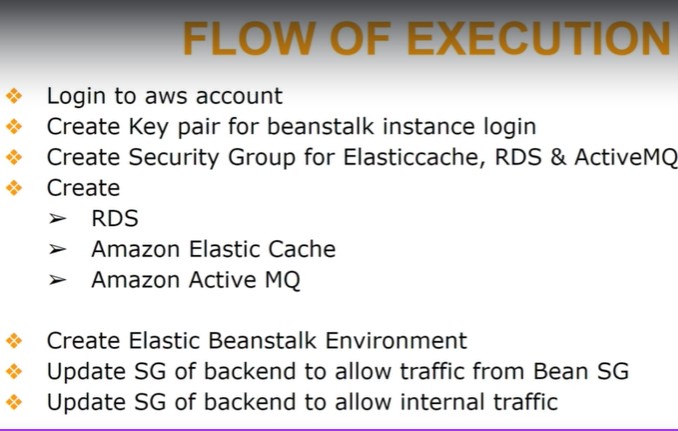 FLOW OF EXECUTION
Login to aws account
Create Key pair for beanstalk instance login
Create Security Group for Elasticcache, RDS & ActiveMQ
Create
RDS
Amazon Elastic Cache
Amazon Active MQ
Create Elastic Beanstalk Environment
Update SG of backend to allow traffic from Bean SG
Update SG of backend to allow internal traffic